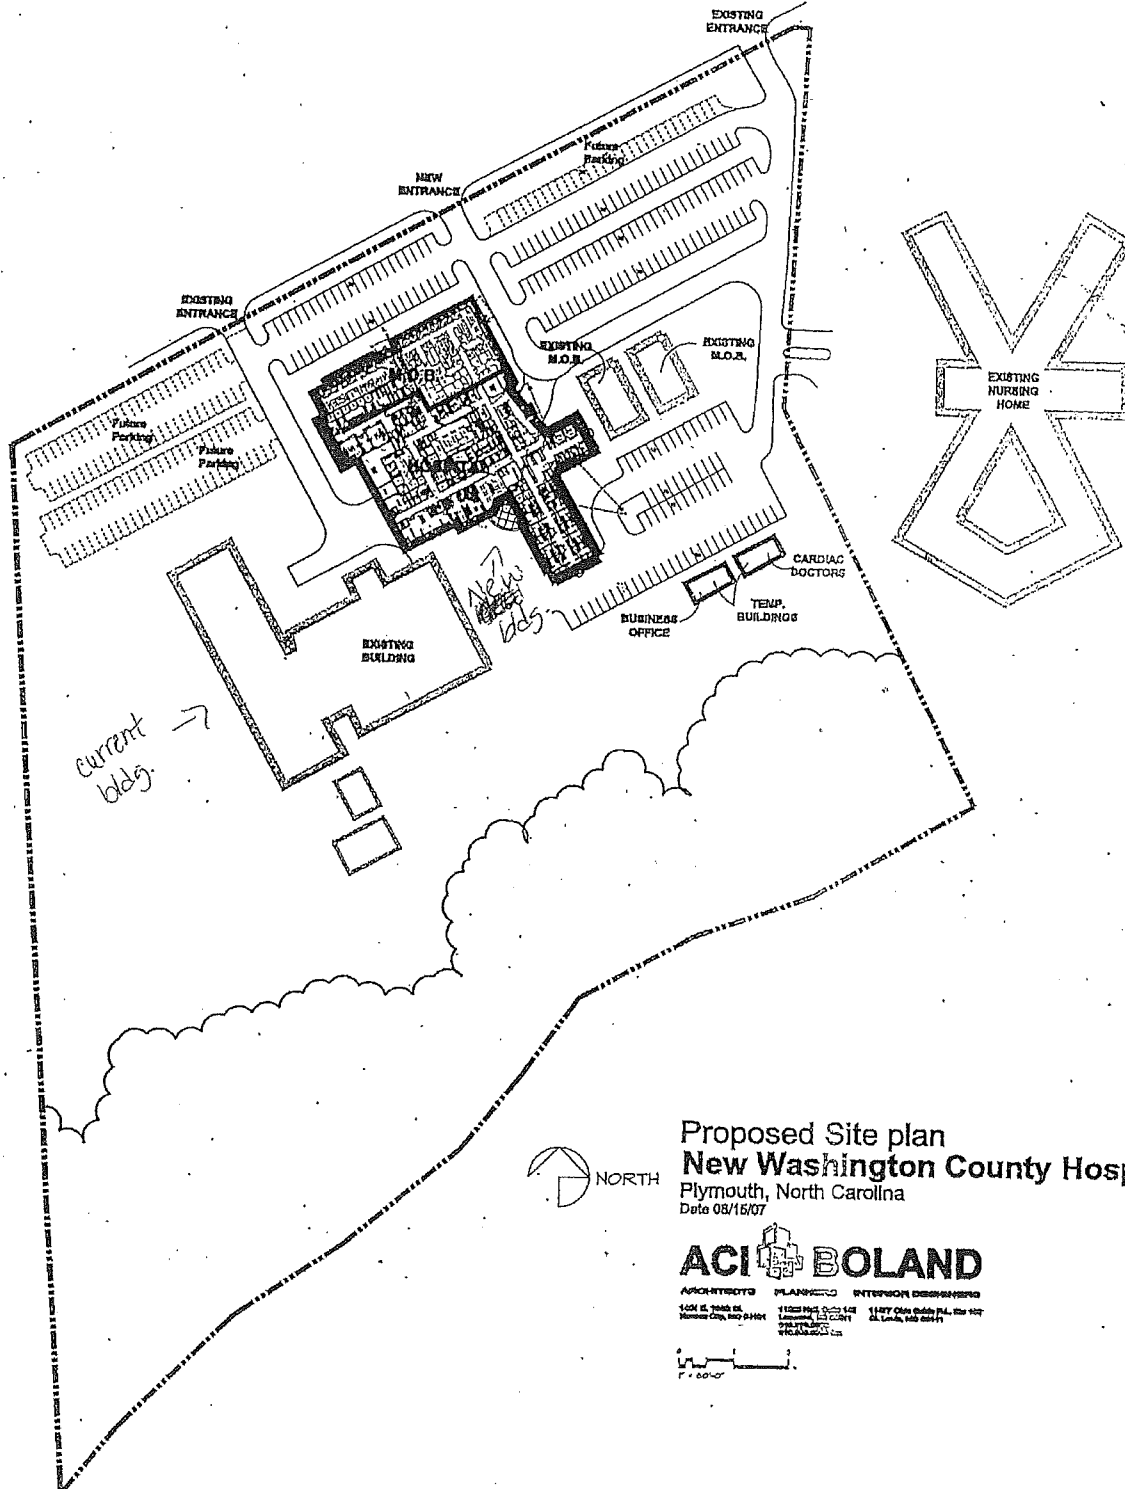 EXISTING
ENTRANCE
Future
Parking
NEW
ENTRANCE
EXISTING
ENTRANCE
EXISTING
M.O.B.
EXISTING
M.O.B.
M.O.B.
HOSPITAL
Future
Parking
Future
Parking
EXISTING
NURSING
HOME
CARDIAC
DOCTORS
TEMP.
BUILDINGS
BUSINESS
OFFICE
New
bldg.
EXISTING
BUILDING
current
bldg.
NORTH
Proposed Site plan
New Washington County Hosp
Plymouth, North Carolina
Date 08/15/07
ACI BOLAND
ARCHITECTS PLANNERS INTERIOR DESIGNERS